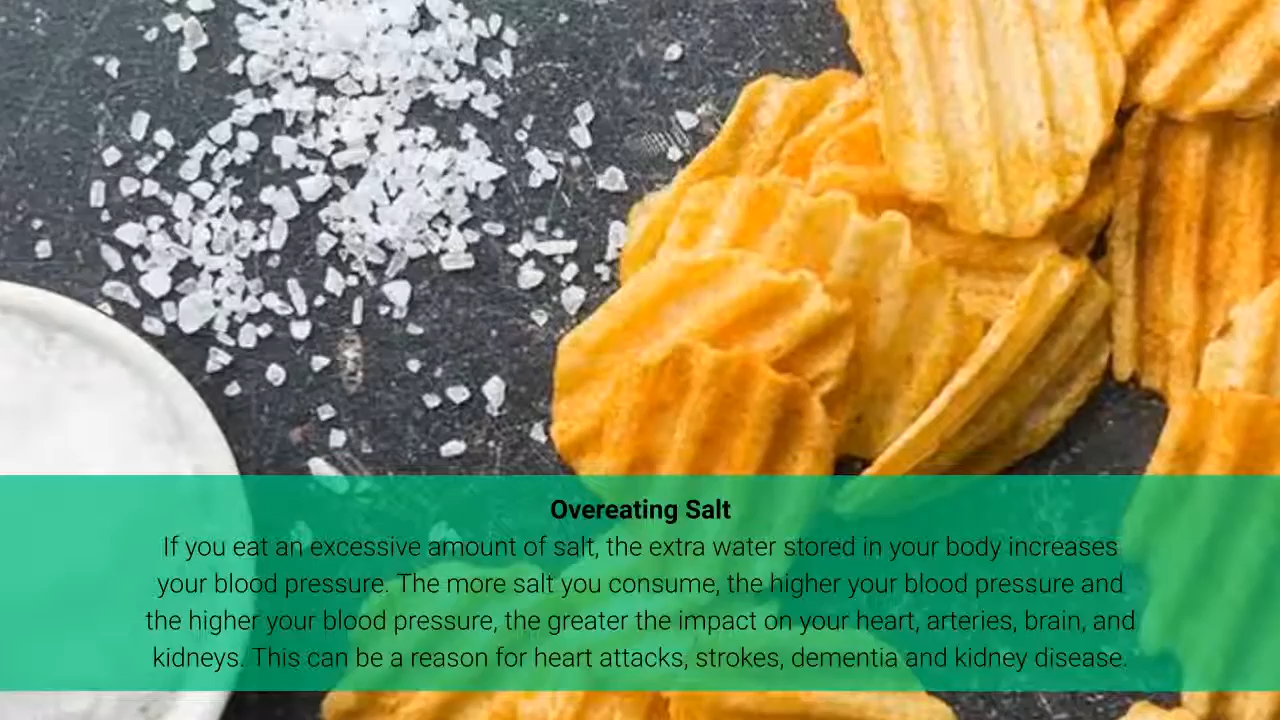 Overeating Salt
If you eat an excessive amount of salt, the extra water stored in your body increases
your blood pressure. The more salt you consume, the higher your blood pressure and
the higher your blood pressure, the greater the impact on your heart, arteries, brain, and
kidneys. This can be a reason for heart attacks, strokes, dementia and kidney disease.